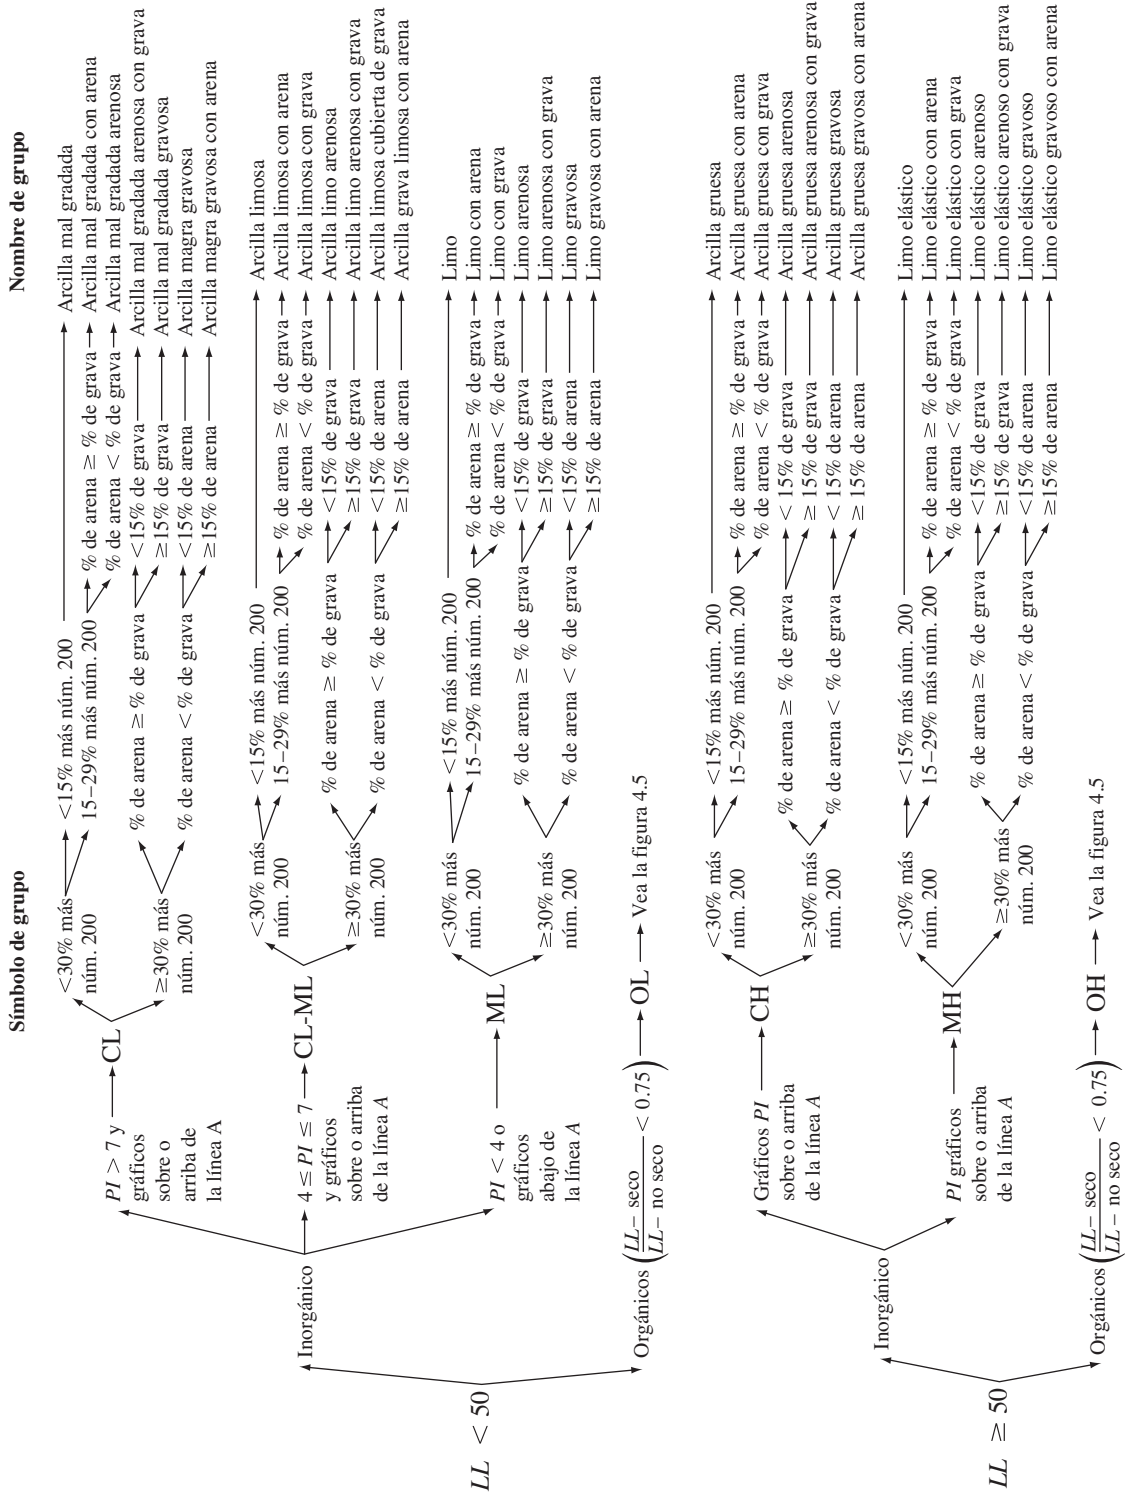 Símbolo de grupo
Nombre de grupo
LL < 50
Inorgánico
PI > 7 y
gráficos
sobre o
arriba de
la línea A
CL
<30% más
núm. 200
<15% más núm. 200
Arcilla mal gradada
15–29% más núm. 200
% de arena ≥ % de grava
Arcilla mal gradada con arena
% de arena < % de grava
Arcilla mal gradada arenosa
≥30% más
núm. 200
% de arena ≥ % de grava
<15% de grava
Arcilla mal gradada arenosa con grava
≥15% de grava
Arcilla mal gradada gravosa
% de arena < % de grava
<15% de arena
Arcilla magra gravosa
≥15% de arena
Arcilla magra gravosa con arena
4 ≤ PI ≤ 7
y gráficos
sobre o arriba
de la línea A
CL-ML
<30% más
núm. 200
<15% más núm. 200
Arcilla limosa
15–29% más núm. 200
% de arena ≥ % de grava
Arcilla limosa con arena
% de arena < % de grava
Arcilla limosa con grava
≥30% más
núm. 200
% de arena ≥ % de grava
<15% de grava
Arcilla limo arenosa
≥15% de grava
Arcilla limo arenosa con grava
% de arena < % de grava
<15% de arena
Arcilla limosa cubierta de grava
≥15% de arena
Arcilla grava limosa con arena
PI < 4 o
gráficos
abajo de
la línea A
ML
<30% más
núm. 200
<15% más núm. 200
Limo
15–29% más núm. 200
% de arena ≥ % de grava
Limo con arena
% de arena < % de grava
Limo con grava
≥30% más
núm. 200
% de arena ≥ % de grava
<15% de grava
Limo arenosa
≥15% de grava
Limo arenosa con grava
% de arena < % de grava
<15% de arena
Limo gravosa
≥15% de arena
Limo gravosa con arena
Orgánicos (LL– seco / LL– no seco < 0.75)
OL
Vea la figura 4.5
LL ≥ 50
Inorgánico
Gráficos PI
sobre o arriba
de la línea A
CH
<30% más
núm. 200
<15% más núm. 200
Arcilla gruesa
15–29% más núm. 200
% de arena ≥ % de grava
Arcilla gruesa con arena
% de arena < % de grava
Arcilla gruesa con grava
≥30% más
núm. 200
% de arena ≥ % de grava
< 15% de grava
Arcilla gruesa arenosa
≥ 15% de grava
Arcilla gruesa arenosa con grava
% de arena < % de grava
< 15% de arena
Arcilla gruesa gravosa
≥ 15% de arena
Arcilla gruesa gravosa con arena
PI gráficos
sobre o arriba
de la línea A
MH
<30% más
núm. 200
<15% más núm. 200
Limo elástico
15–29% más núm. 200
% de arena ≥ % de grava
Limo elástico con arena
% de arena < % de grava
Limo elástico con grava
≥30% más
núm. 200
% de arena ≥ % de grava
<15% de grava
Limo elástico arenoso
≥15% de grava
Limo elástico arenoso con grava
% de arena < % de grava
<15% de arena
Limo elástico gravoso
≥15% de arena
Limo elástico gravoso con arena
Orgánicos (LL– seco / LL – no seco < 0.75)
OH
Vea la figura 4.5